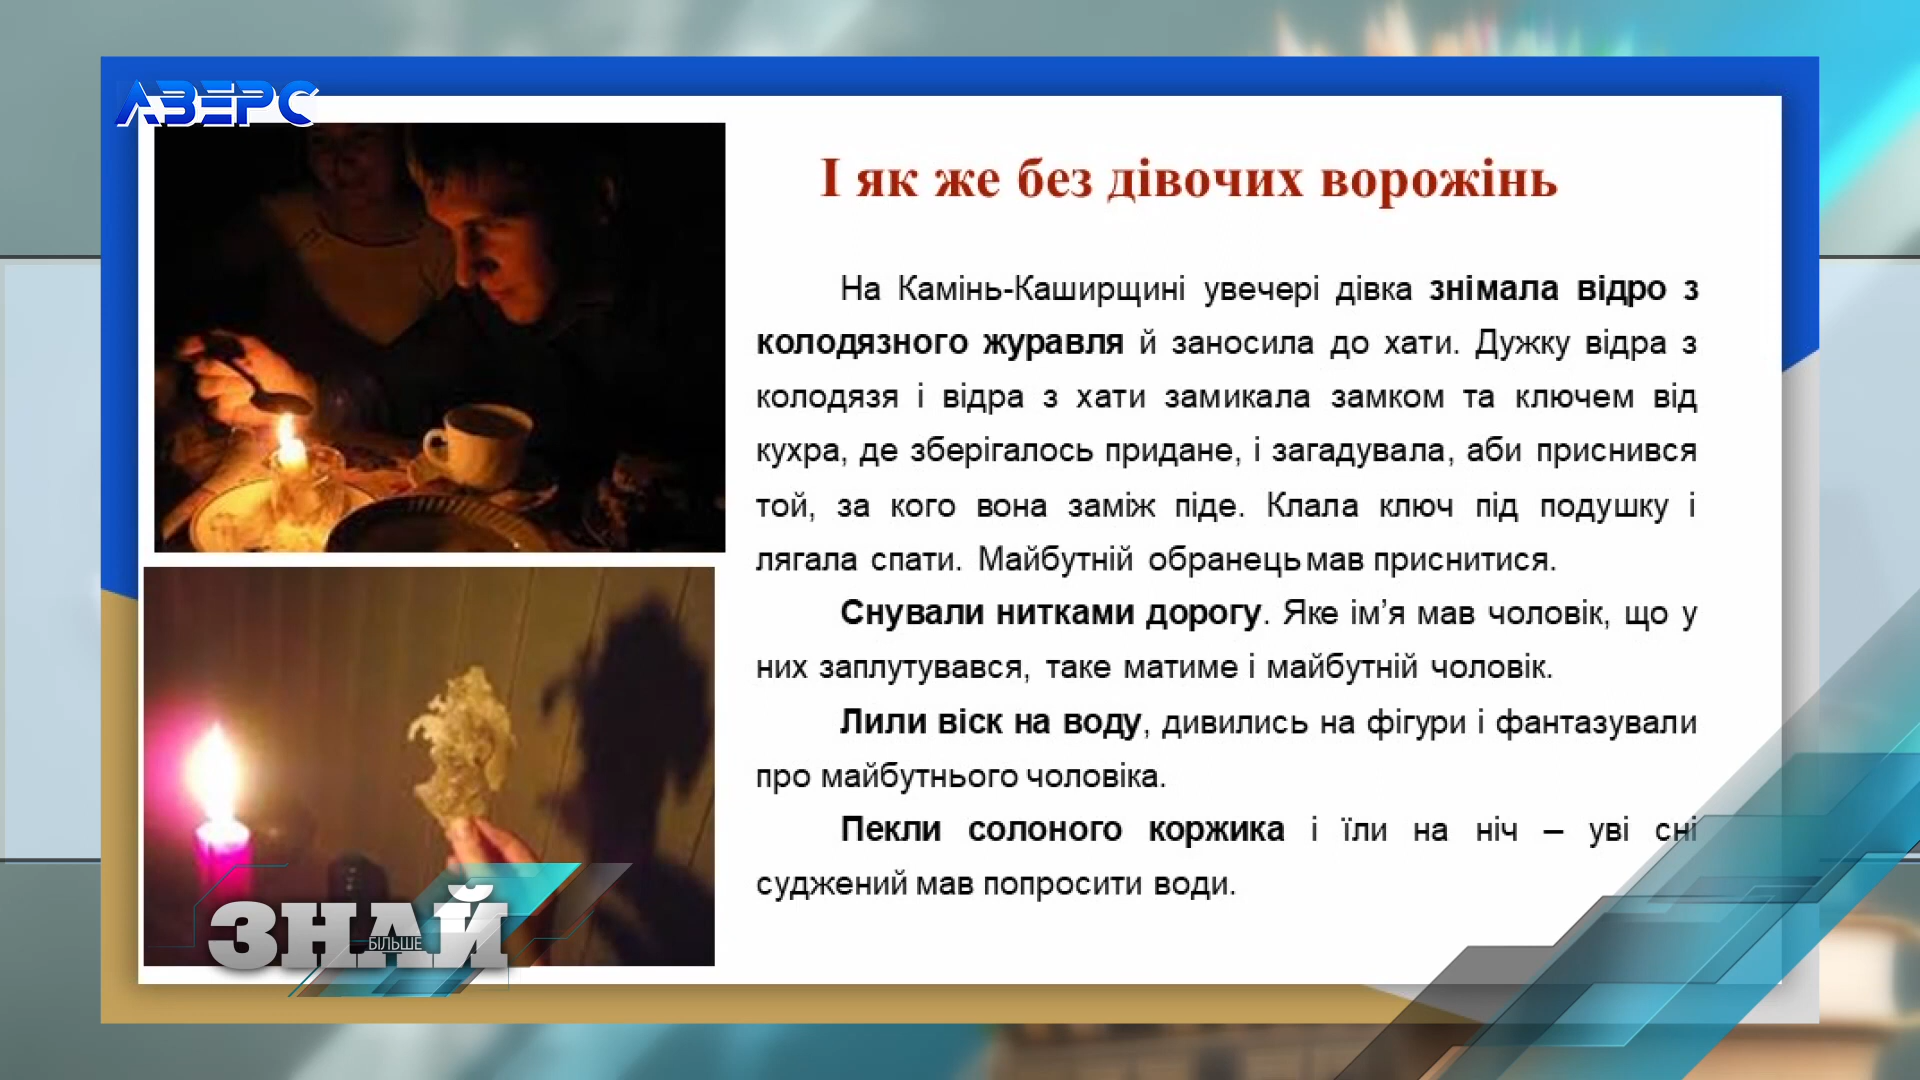 АВЕРС
І як же без дівочих ворожінь
На Камінь-Каширщині увечері дівка знімала відро з
колодязного журавля й заносила до хати. Дужку відра з
колодязя і відра з хати замикала замком та ключем від
кухра, де зберігалось придане, і загадувала, аби приснився
той, за кого вона заміж піде. Клала ключ під подушку і
лягала спати. Майбутній обранець мав приснитися.
Снували нитками дорогу. Яке ім’я мав чоловік, що у
них заплутувався, таке матиме і майбутній чоловік.
Лили віск на воду, дивились на фігури і фантазували
про майбутнього чоловіка.
Пекли солоного коржика і їли на ніч – уві сні
суджений мав попросити води.
ЗНАЙ
БІЛЬШЕ